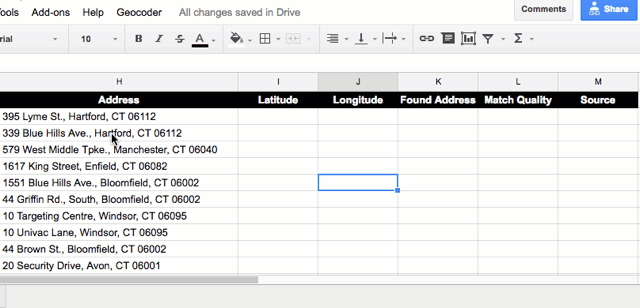 Tools Add-ons Help Geocoder All changes saved in Drive Comments Share
rial 10 B I S A Σ
H I J K L M
Address Latitude Longitude Found Address Match Quality Source
395 Lyme St., Hartford, CT 06112
339 Blue Hills Ave., Hartford, CT 06112
579 West Middle Tpke., Manchester, CT 06040
1617 King Street, Enfield, CT 06082
1551 Blue Hills Ave., Bloomfield, CT 06002
44 Griffin Rd., South, Bloomfield, CT 06002
10 Targeting Centre, Windsor, CT 06095
10 Univac Lane, Windsor, CT 06095
44 Brown St., Bloomfield, CT 06002
20 Security Drive, Avon, CT 06001